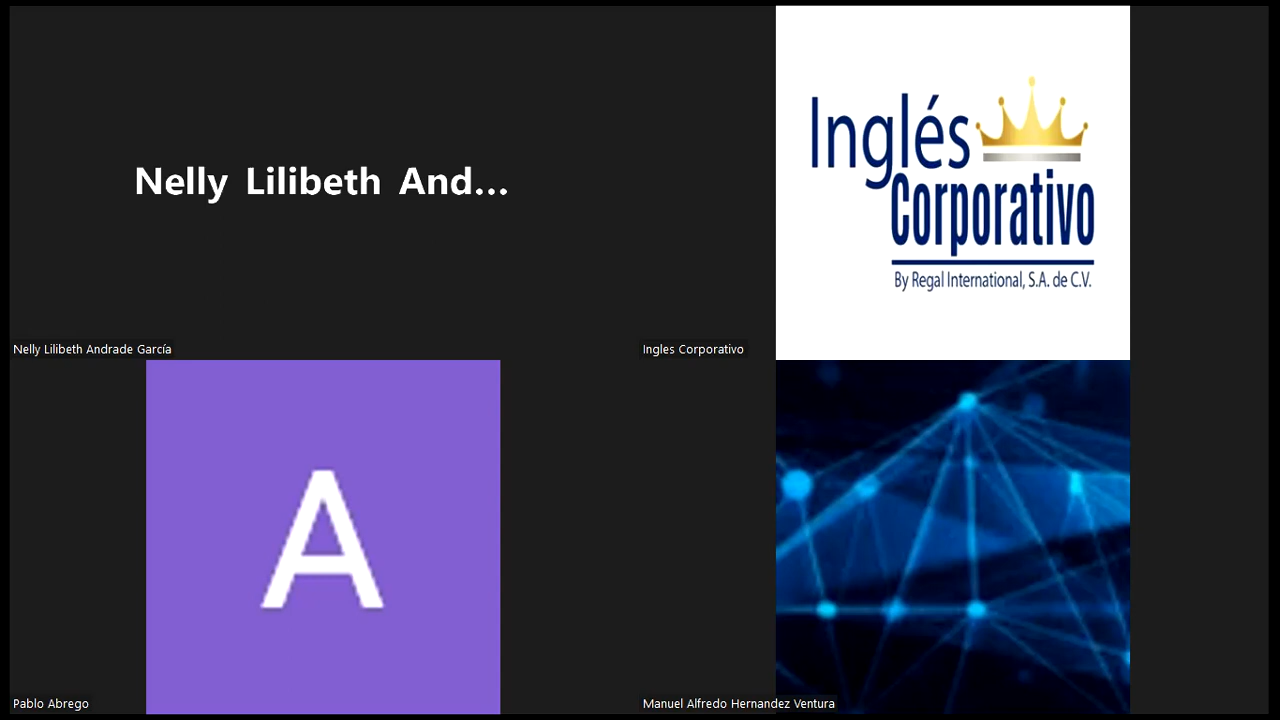 Nelly Lilibeth And...
Nelly Lilibeth Andrade García
Inglés
Corporativo
By Regal International, S.A. de C.V.
Ingles Corporativo
A
Pablo Abrego
Manuel Alfredo Hernandez Ventura